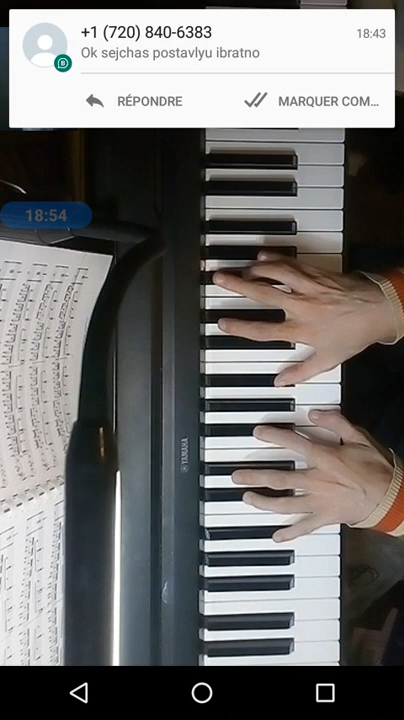 +1 (720) 840-6383
18:43
Ok sejchas postavlyu ibratno
RÉPONDRE
MARQUER COM...
18:54
YAMAHA